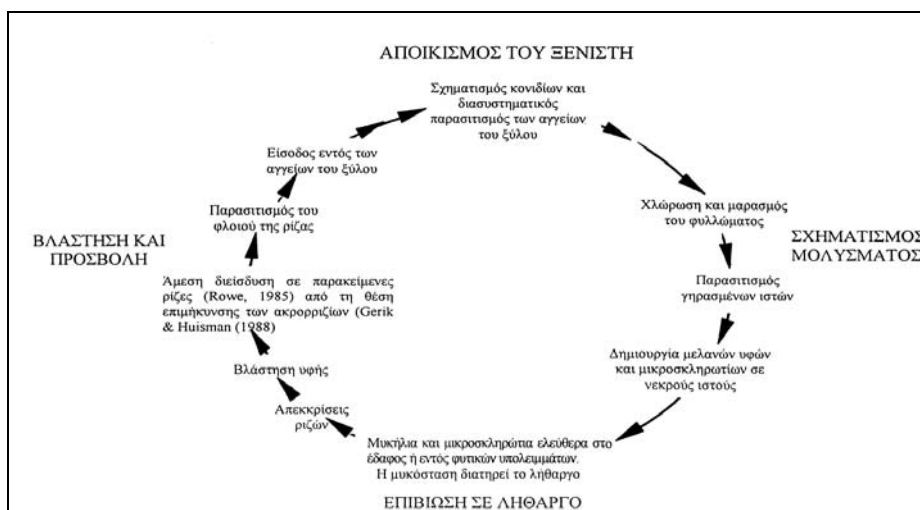 ΑΠΟΙΚΙΣΜΟΣ ΤΟΥ ΞΕΝΙΣΤΗ
Σχηματισμός κονιδίων και
διασυστηματικός
παρασιτισμός των αγγείων
του ξύλου
Είσοδος εντός των
αγγείων του ξύλου
Χλώρωση και μαρασμός
του φυλλώματος
Παρασιτισμός του
φλοιού της ρίζας
ΒΛΑΣΤΗΣΗ ΚΑΙ
ΠΡΟΣΒΟΛΗ
ΣΧΗΜΑΤΙΣΜΟΣ
ΜΟΛΥΣΜΑΤΟΣ
Παρασιτισμός
γηρασμένων ιστών
Άμεση διείσδυση σε παρακείμενες
ρίζες (Rowe, 1985) από τη θέση
επιμήκυνσης των ακρορριζίων (Gerik
& Huisman (1988)
Δημιουργία μελανών υφών
και μικροσκληρωτίων σε
νεκρούς ιστούς
Βλάστηση υφής
Απεκκρίσεις
ριζών
Μυκήλια και μικροσκληρώτια ελεύθερα στο
έδαφος ή εντός φυτικών υπολειμμάτων.
Η μυκόσταση διατηρεί το λήθαργο
ΕΠΙΒΙΩΣΗ ΣΕ ΛΗΘΑΡΓΟ